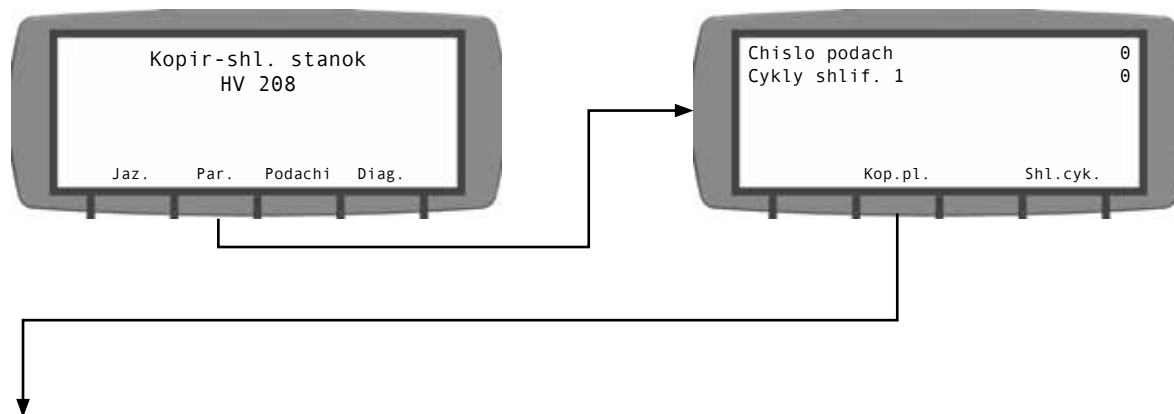 Kopir-shl. stanok
HV 208
Jaz. Par. Podachi Diag.
Chislo podach 0
Cykly shlif. 1 0
Kop.pl. Shl.cyk.